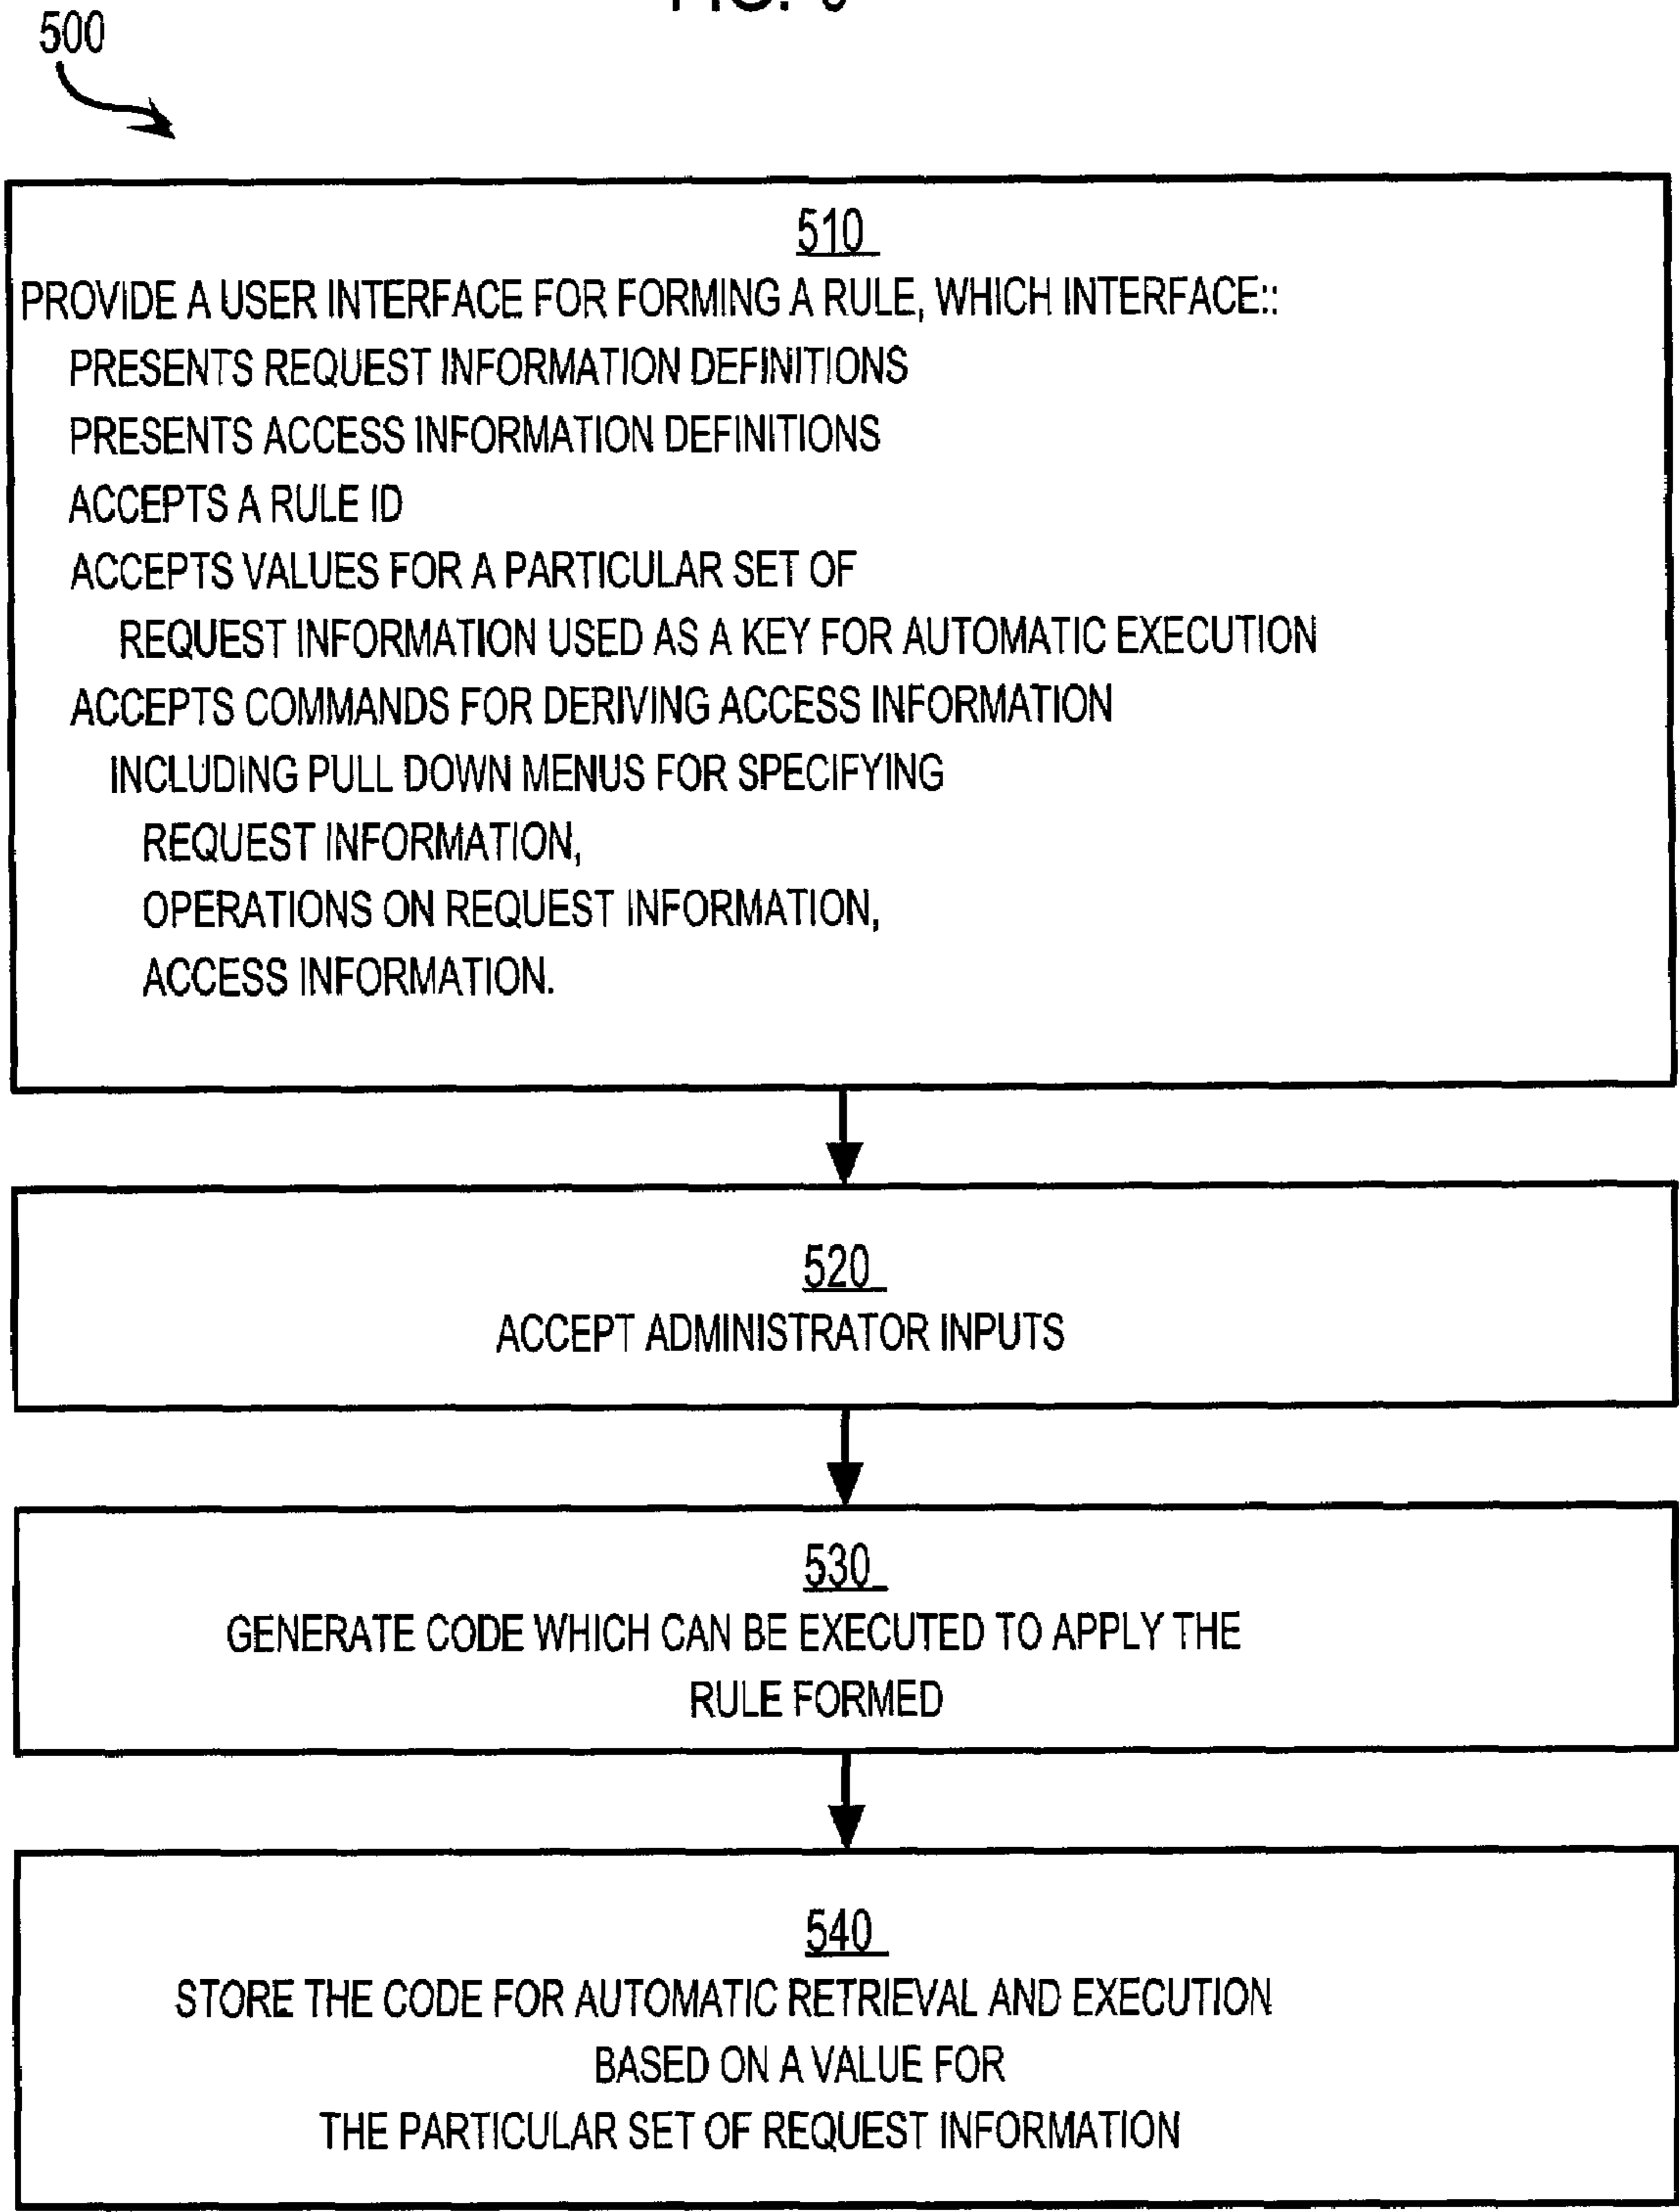 FIG.
500
510
PROVIDE A USER INTERFACE FOR FORMING A RULE, WHICH INTERFACE::
PRESENTS REQUEST INFORMATION DEFINITIONS
PRESENTS ACCESS INFORMATION DEFINITIONS
ACCEPTS A RULE ID
ACCEPTS VALUES FOR A PARTICULAR SET OF
REQUEST INFORMATION USED AS A KEY FOR AUTOMATIC EXECUTION
ACCEPTS COMMANDS FOR DERIVING ACCESS INFORMATION
INCLUDING PULL DOWN MENUS FOR SPECIFYING
REQUEST INFORMATION,
OPERATIONS ON REQUEST INFORMATION,
ACCESS INFORMATION.
520
ACCEPT ADMINISTRATOR INPUTS
530
GENERATE CODE WHICH CAN BE EXECUTED TO APPLY THE
RULE FORMED
540
STORE THE CODE FOR AUTOMATIC RETRIEVAL AND EXECUTION
BASED ON A VALUE FOR
THE PARTICULAR SET OF REQUEST INFORMATION